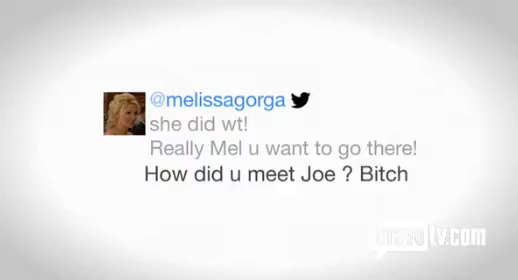 @melissagorga
she did wt!
Really Mel u want to go there!
How did u meet Joe ? Bitch
bravotv.com